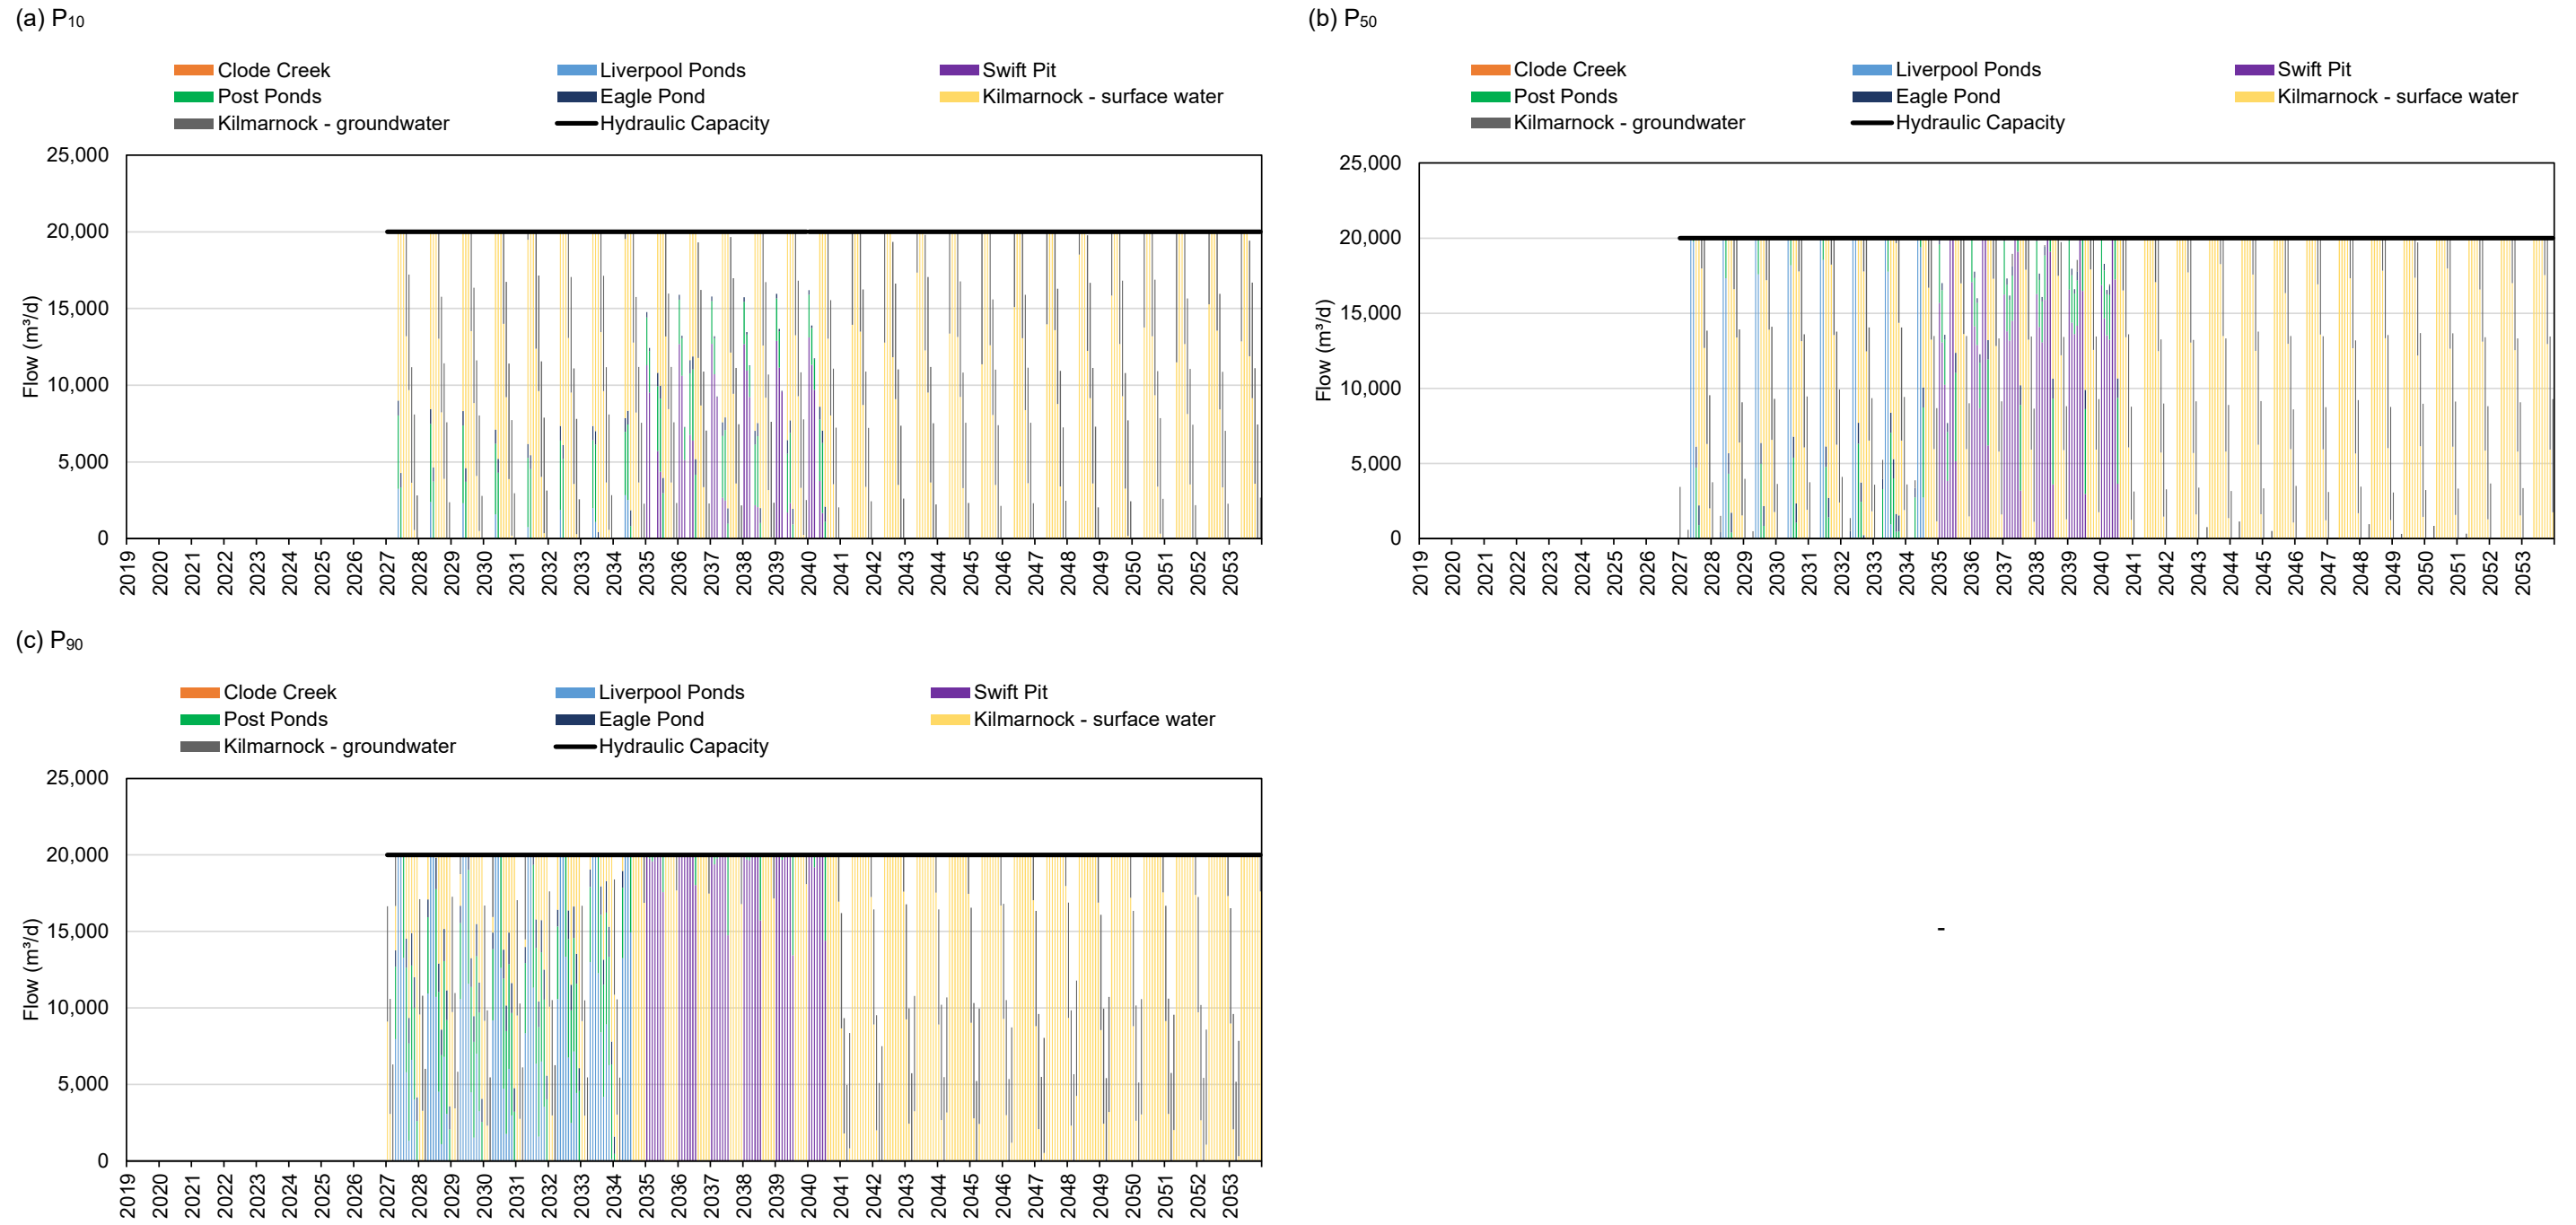 (a) P10
Clode Creek Liverpool Ponds Swift Pit
Post Ponds Eagle Pond Kilmarnock - surface water
Kilmarnock - groundwater Hydraulic Capacity
25,000
20,000
15,000
10,000
5,000
0
Flow (m³/d)
2019 2020 2021 2022 2023 2024 2025 2026 2027 2028 2029 2030 2031 2032 2033 2034 2035 2036 2037 2038 2039 2040 2041 2042 2043 2044 2045 2046 2047 2048 2049 2050 2051 2052 2053
(b) P50
Clode Creek Liverpool Ponds Swift Pit
Post Ponds Eagle Pond Kilmarnock - surface water
Kilmarnock - groundwater Hydraulic Capacity
25,000
20,000
15,000
10,000
5,000
0
Flow (m³/d)
2019 2020 2021 2022 2023 2024 2025 2026 2027 2028 2029 2030 2031 2032 2033 2034 2035 2036 2037 2038 2039 2040 2041 2042 2043 2044 2045 2046 2047 2048 2049 2050 2051 2052 2053
(c) P90
Clode Creek Liverpool Ponds Swift Pit
Post Ponds Eagle Pond Kilmarnock - surface water
Kilmarnock - groundwater Hydraulic Capacity
25,000
20,000
15,000
10,000
5,000
0
Flow (m³/d)
2019 2020 2021 2022 2023 2024 2025 2026 2027 2028 2029 2030 2031 2032 2033 2034 2035 2036 2037 2038 2039 2040 2041 2042 2043 2044 2045 2046 2047 2048 2049 2050 2051 2052 2053
-